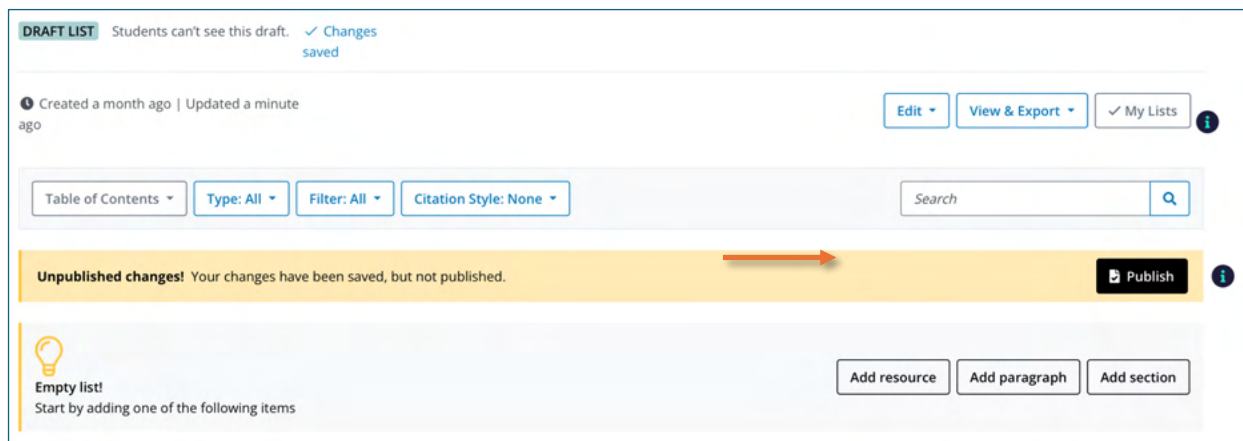 DRAFT LIST Students can't see this draft. ✓ Changes
saved
Created a month ago | Updated a minute
ago
Edit View & Export ✓ My Lists
i
Table of Contents Type: All Filter: All Citation Style: None Search
Unpublished changes! Your changes have been saved, but not published. Publish
i
Empty list!
Start by adding one of the following items
Add resource Add paragraph Add section